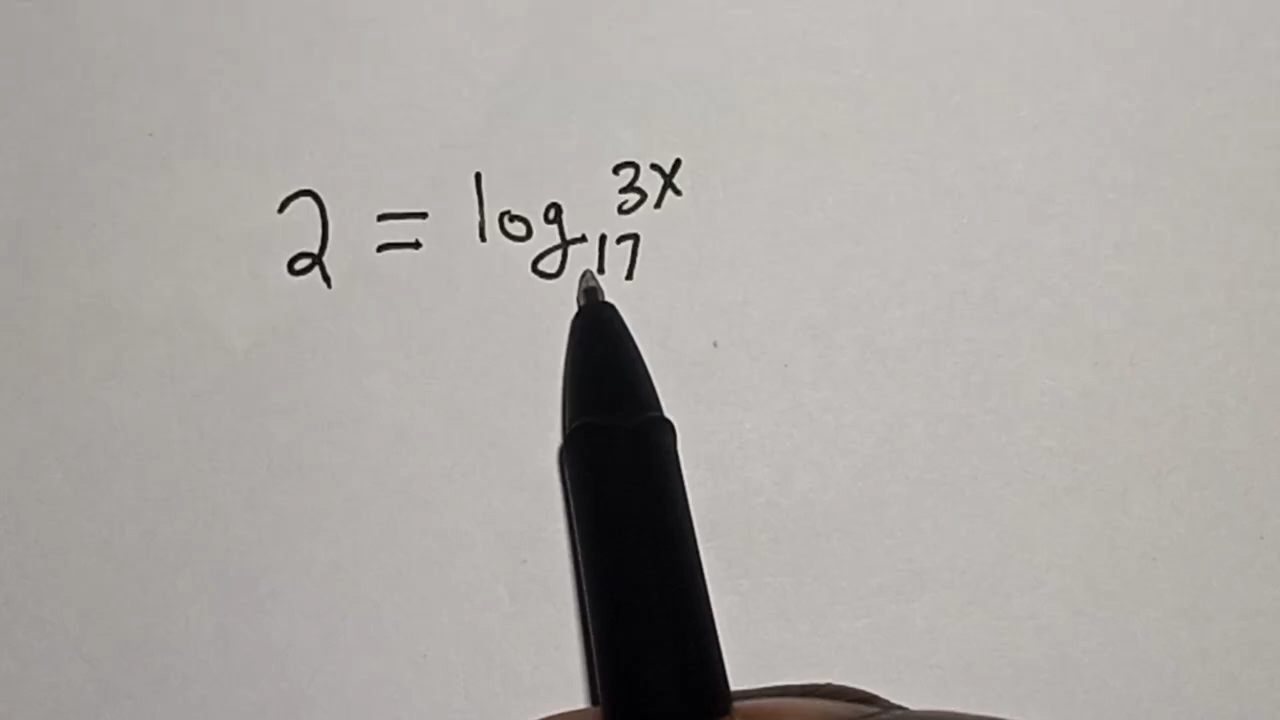 2 = log₁₇ 3x